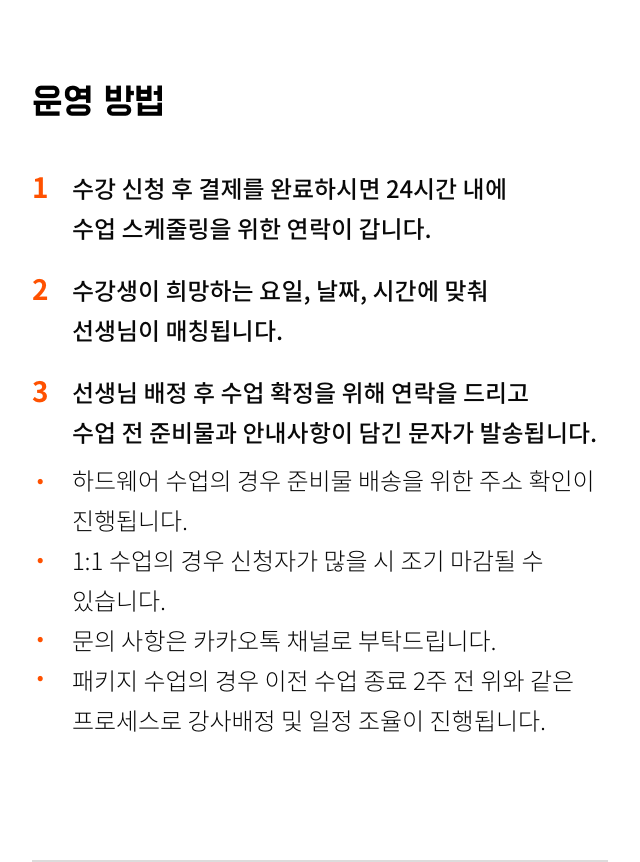 운영 방법
1 수강 신청 후 결제를 완료하시면 24시간 내에
수업 스케줄링을 위한 연락이 갑니다.
2 수강생이 희망하는 요일, 날짜, 시간에 맞춰
선생님이 매칭됩니다.
3 선생님 배정 후 수업 확정을 위해 연락을 드리고
수업 전 준비물과 안내사항이 담긴 문자가 발송됩니다.
• 하드웨어 수업의 경우 준비물 배송을 위한 주소 확인이
진행됩니다.
• 1:1 수업의 경우 신청자가 많을 시 조기 마감될 수
있습니다.
• 문의 사항은 카카오톡 채널로 부탁드립니다.
• 패키지 수업의 경우 이전 수업 종료 2주 전 위와 같은
프로세스로 강사배정 및 일정 조율이 진행됩니다.